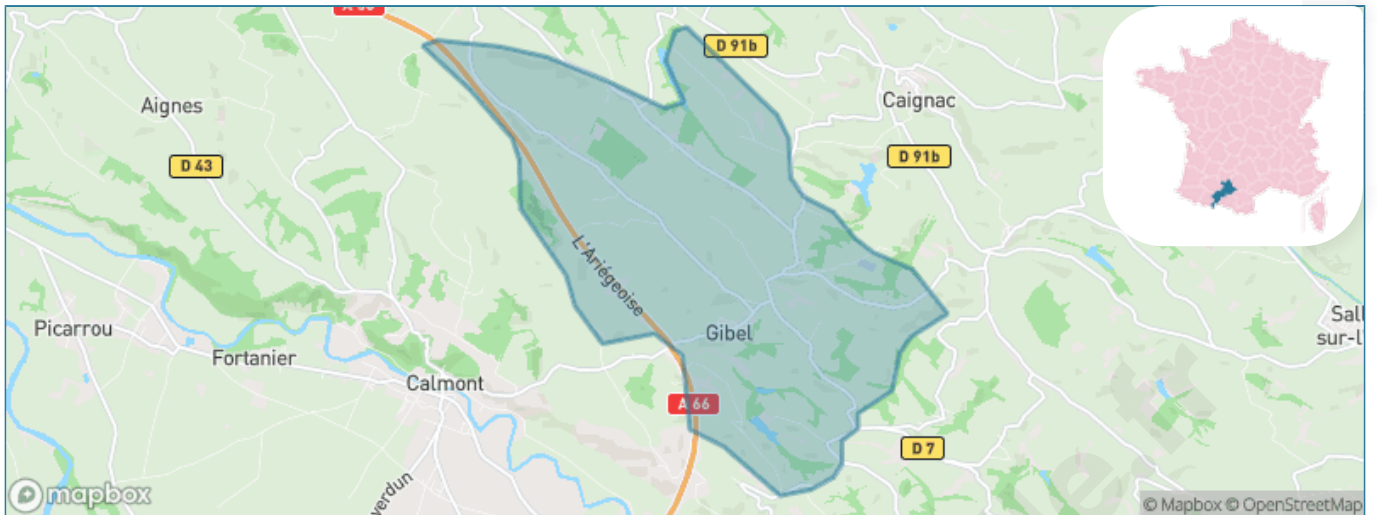 D 91b
Aignes
Caignac
D 43
D 91b
L'Ariégeoise
Picarrou
Fortanier
Gibel
Calmont
A 66
D 7
mapbox
© Mapbox © OpenStreetMap